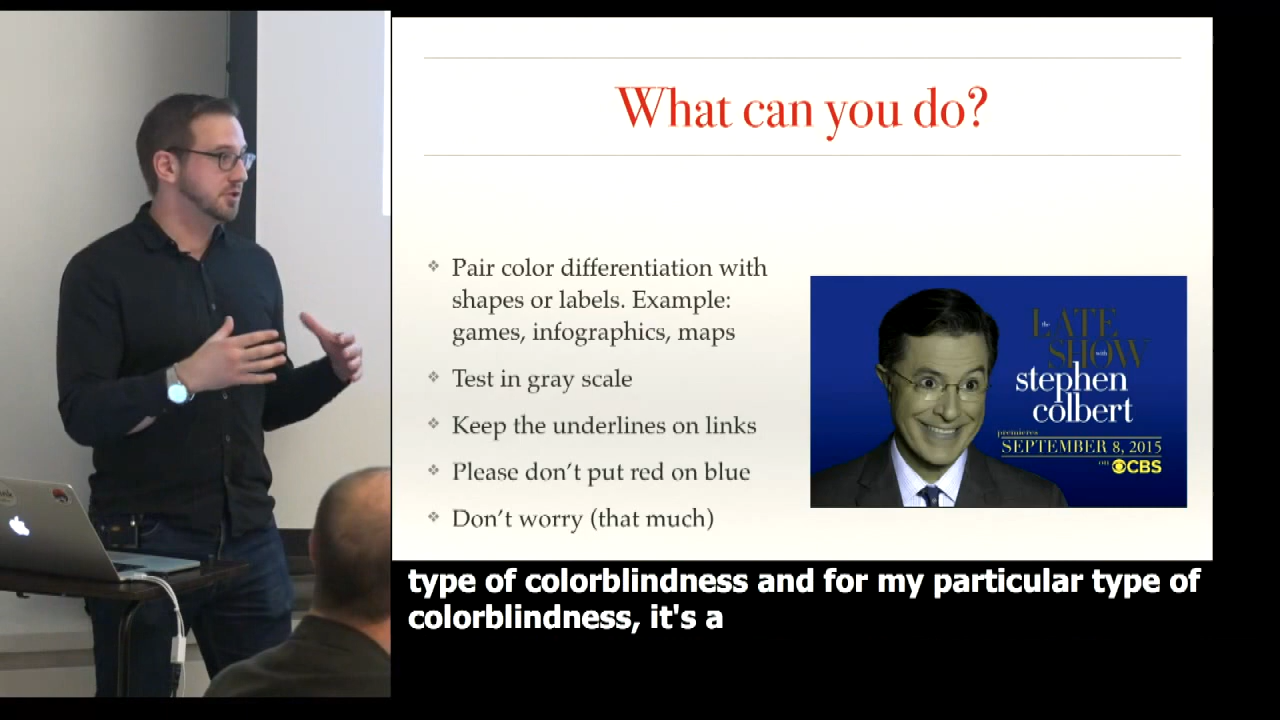 What can you do?
❖ Pair color differentiation with
shapes or labels. Example:
games, infographics, maps
❖ Test in gray scale
❖ Keep the underlines on links
❖ Please don't put red on blue
❖ Don't worry (that much)
the LATE
SHOW with
stephen
colbert
premieres
SEPTEMBER 8, 2015
on CBS
type of colorblindness and for my particular type of
colorblindness, it's a